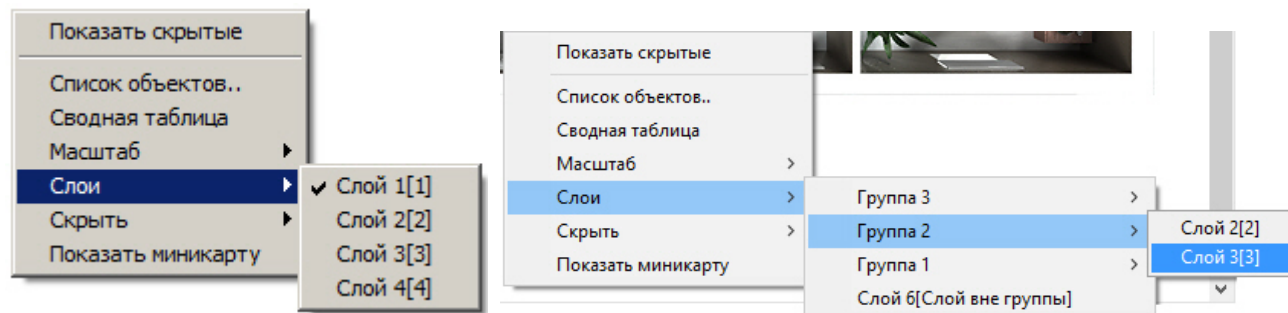 Показать скрытые
Список объектов..
Сводная таблица
Масштаб
Слои
Скрыть
Показать миникарту
Слой 1[1]
Слой 2[2]
Слой 3[3]
Слой 4[4]
Показать скрытые
Список объектов..
Сводная таблица
Масштаб
Слои
Скрыть
Показать миникарту
Группа 3
Группа 2
Группа 1
Слой 6[Слой вне группы]
Слой 2[2]
Слой 3[3]